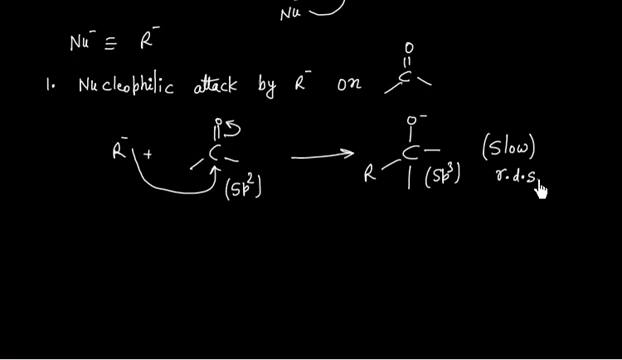 Nu⁻
Nu⁻ ≡ R⁻
O
1. Nucleophilic attack by R⁻ on C
O O⁻
R⁻ + C → C (slow)
(sp²) R (sp³) r.d.s